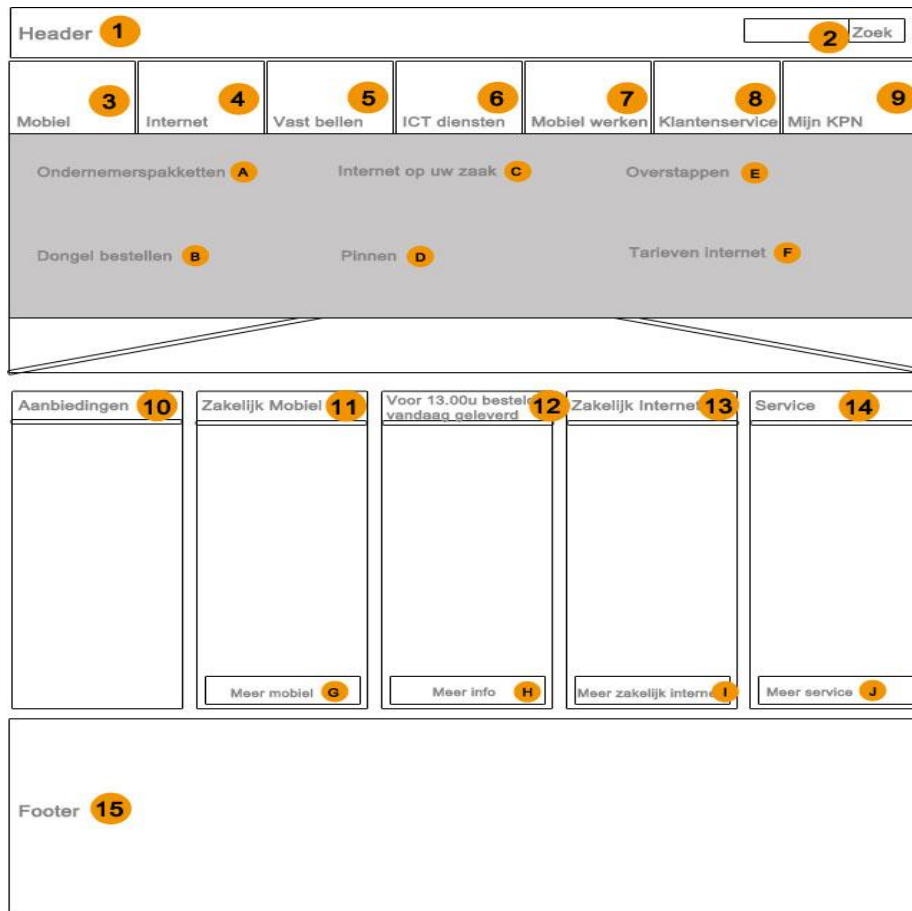 Header 1
2 Zoek
3 4 5 6 7 8 9
Mobiel Internet Vast bellen ICT diensten Mobiel werken Klantenservice Mijn KPN
Ondernemerspakketten A Internet op uw zaak C Overstappen E
Dongel bestellen B Pinnen D Tarieven internet F
Aanbiedingen 10
Zakelijk Mobiel 11
Voor 13.00u besteld
vandaag geleverd 12
Zakelijk Internet 13
Service 14
Meer mobiel G
Meer info H
Meer zakelijk interne I
Meer service J
Footer 15